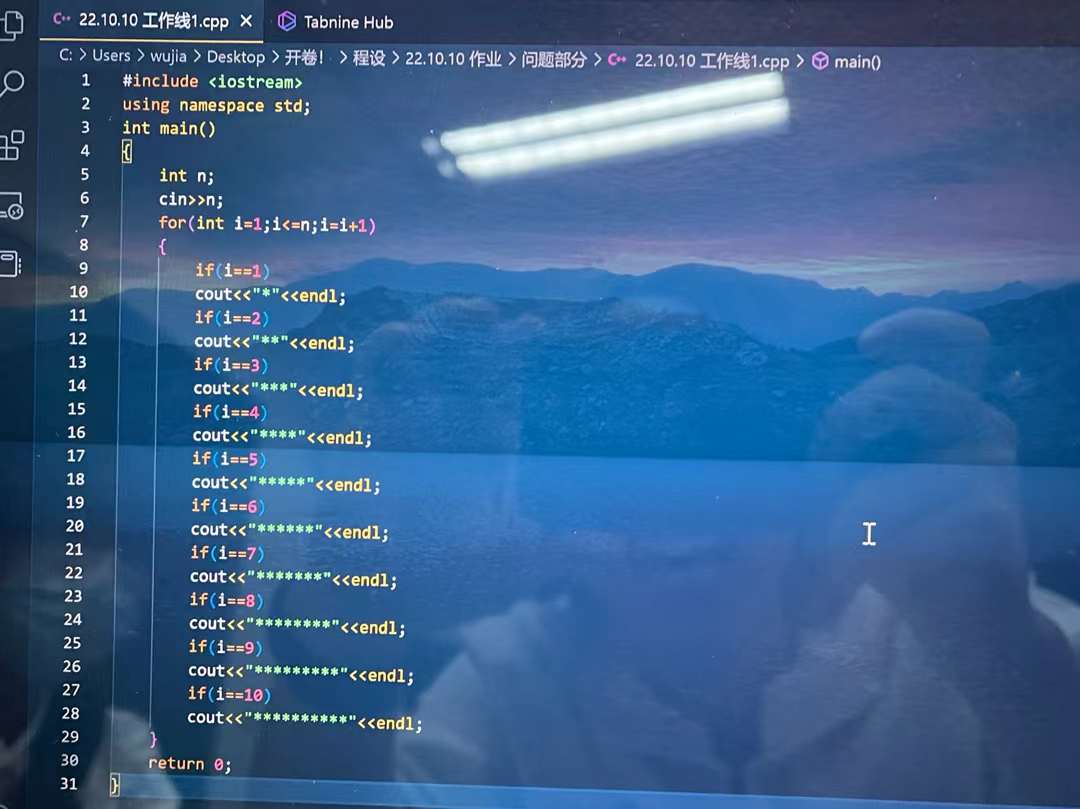 22.10.10 工作线1.cpp × Tabnine Hub
C: > Users > wujia > Desktop > 开卷! > 程设 > 22.10.10 作业 > 问题部分 > 22.10.10 工作线1.cpp > main()
1 #include <iostream>
2 using namespace std;
3 int main()
4 {
5 int n;
6 cin>>n;
7 for(int i=1;i<=n;i=i+1)
8 {
9 if(i==1)
10 cout<<"*"<<endl;
11 if(i==2)
12 cout<<"**"<<endl;
13 if(i==3)
14 cout<<"***"<<endl;
15 if(i==4)
16 cout<<"****"<<endl;
17 if(i==5)
18 cout<<"*****"<<endl;
19 if(i==6)
20 cout<<"******"<<endl;
21 if(i==7)
22 cout<<"*******"<<endl;
23 if(i==8)
24 cout<<"********"<<endl;
25 if(i==9)
26 cout<<"*********"<<endl;
27 if(i==10)
28 cout<<"**********"<<endl;
29 }
30 return 0;
31 }